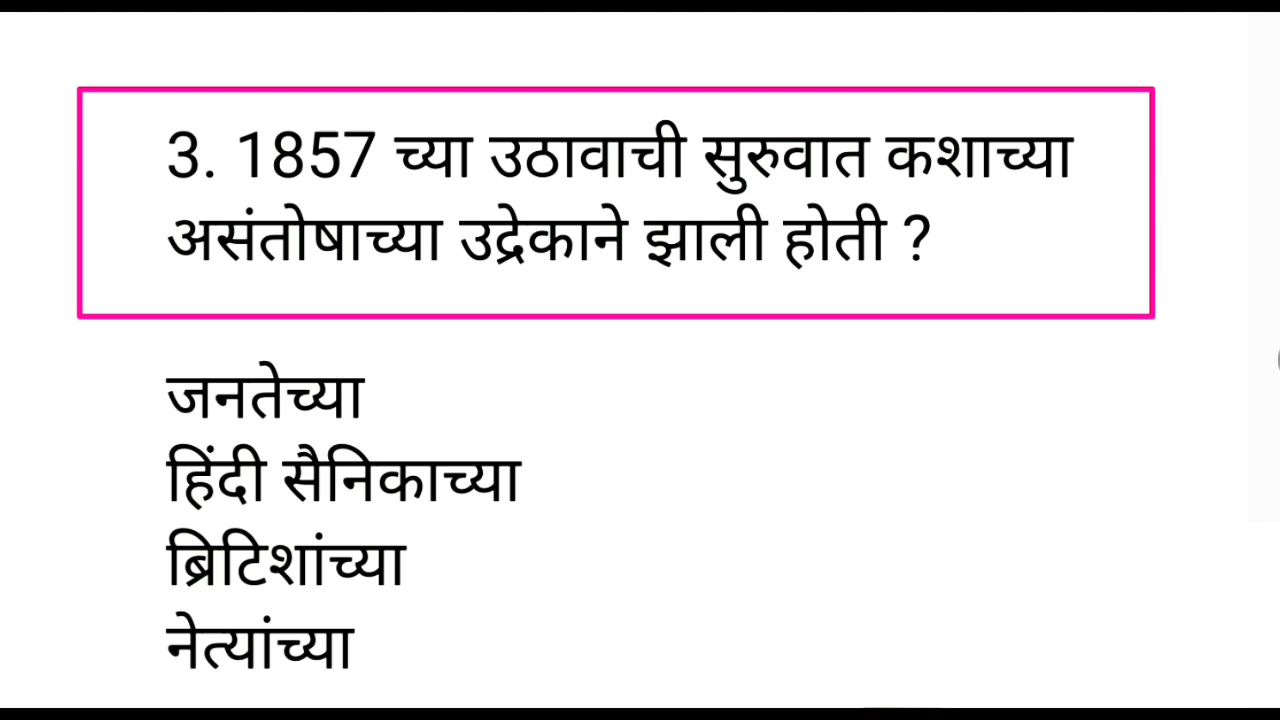 3. 1857 च्या उठावाची सुरुवात कशाच्या
असंतोषाच्या उद्रेकाने झाली होती ?
जनतेच्या
हिंदी सैनिकाच्या
ब्रिटिशांच्या
नेत्यांच्या